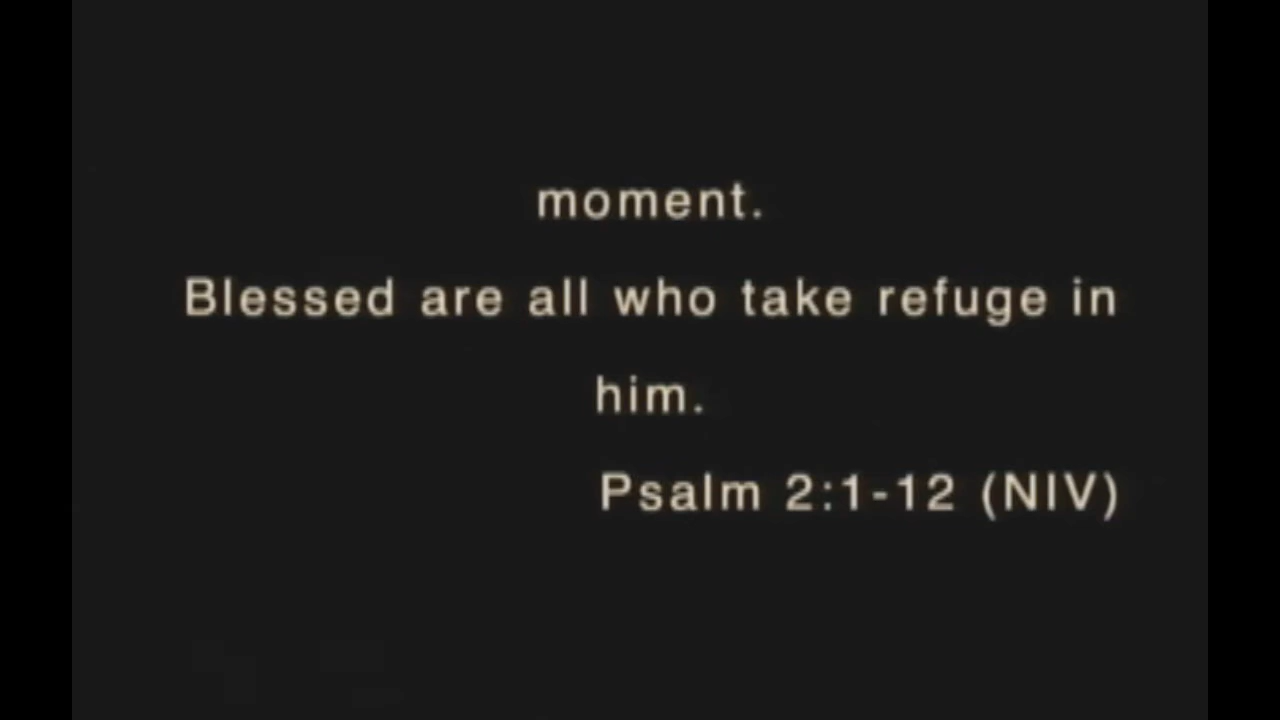 moment.
Blessed are all who take refuge in
him.
Psalm 2:1-12 (NIV)